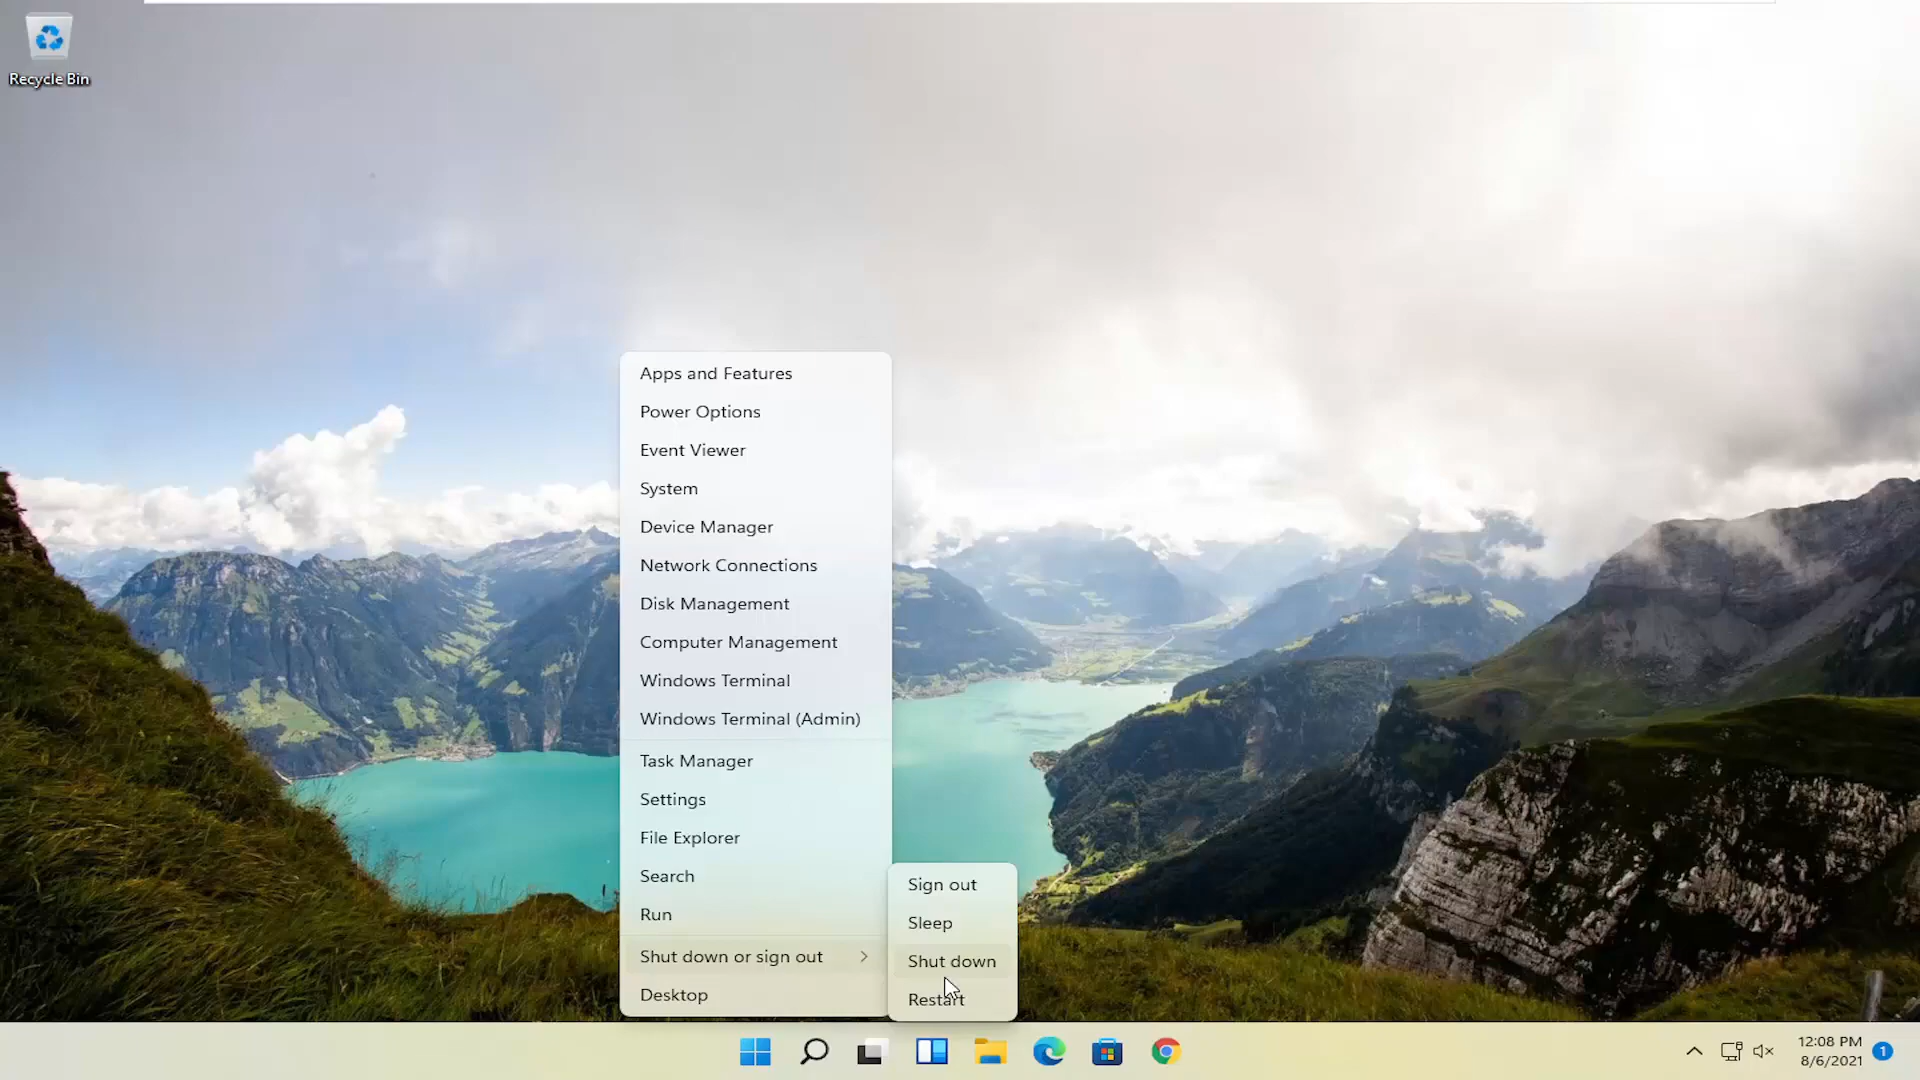 Recycle Bin
Apps and Features
Power Options
Event Viewer
System
Device Manager
Network Connections
Disk Management
Computer Management
Windows Terminal
Windows Terminal (Admin)
Task Manager
Settings
File Explorer
Search
Run
Shut down or sign out
Desktop
Sign out
Sleep
Shut down
Restart
12:08 PM
8/6/2021
1